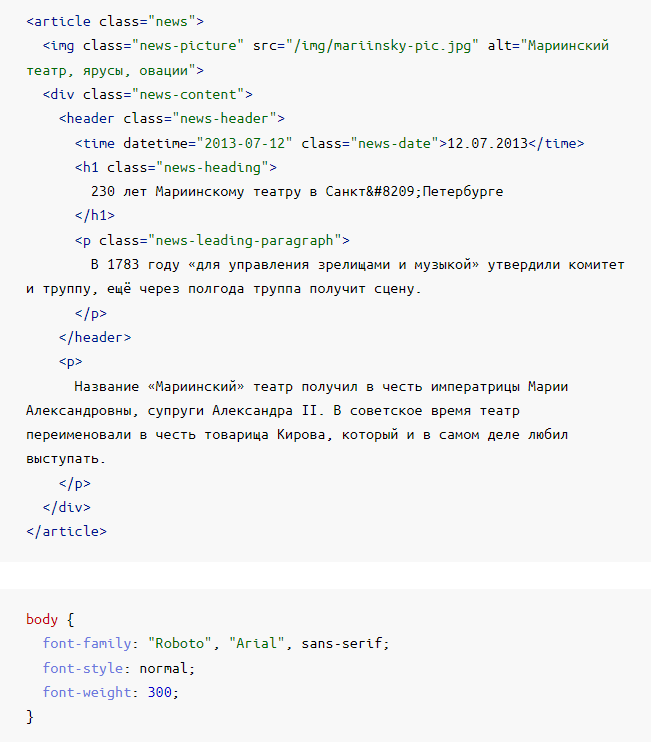 <article class="news">
<img class="news-picture" src="/img/mariinsky-pic.jpg" alt="Мариинский
театр, ярусы, овации">
<div class="news-content">
<header class="news-header">
<time datetime="2013-07-12" class="news-date">12.07.2013</time>
<h1 class="news-heading">
230 лет Мариинскому театру в Санкт&#8209;Петербурге
</h1>
<p class="news-leading-paragraph">
В 1783 году «для управления зрелищами и музыкой» утвердили комитет
и труппу, ещё через полгода труппа получит сцену.
</p>
</header>
<p>
Название «Мариинский» театр получил в честь императрицы Марии
Александровны, супруги Александра II. В советское время театр
переименовали в честь товарища Кирова, который и в самом деле любил
выступать.
</p>
</div>
</article>
body {
font-family: "Roboto", "Arial", sans-serif;
font-style: normal;
font-weight: 300;
}